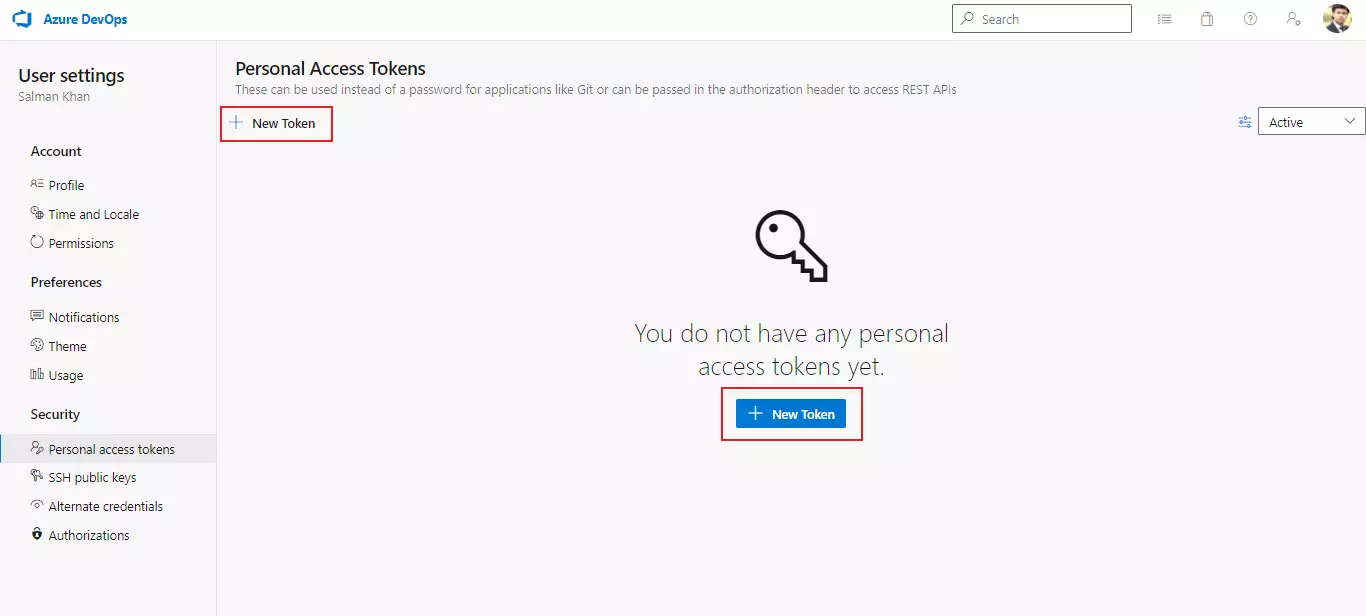 Azure DevOps
Search
User settings
Salman Khan
Account
Profile
Time and Locale
Permissions
Preferences
Notifications
Theme
Usage
Security
Personal access tokens
SSH public keys
Alternate credentials
Authorizations
Personal Access Tokens
These can be used instead of a password for applications like Git or can be passed in the authorization header to access REST APIs
New Token
Active
You do not have any personal
access tokens yet.
New Token